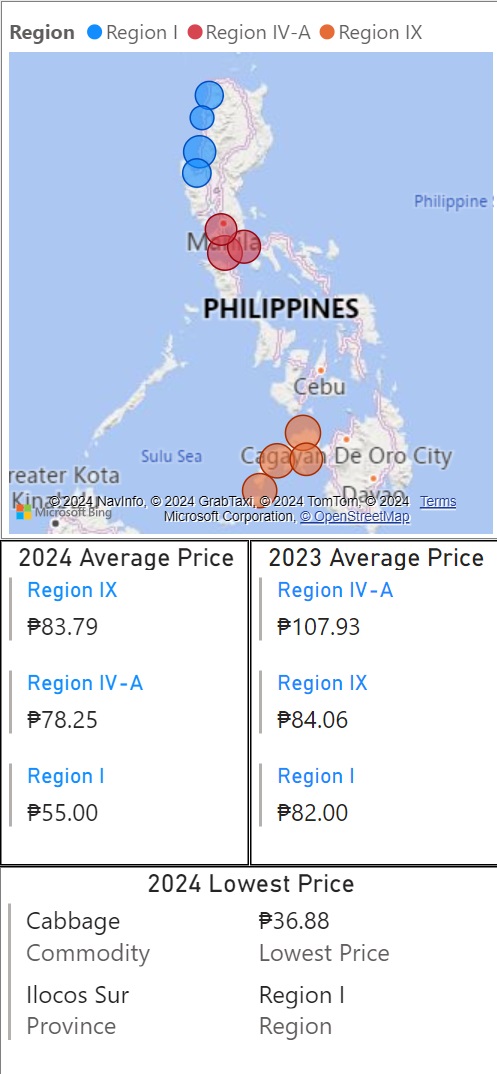 Region Region I Region IV-A Region IX
Philippine
Manila
PHILIPPINES
Cebu
Sulu Sea
Cagayan De Oro City
reater Kota
Davao
© 2024 NavInfo, © 2024 GrabTaxi, © 2024 TomTom, © 2024 Terms
Microsoft Bing
Microsoft Corporation, © OpenStreetMap
2024 Average Price
Region IX
₱83.79
Region IV-A
₱78.25
Region I
₱55.00
2023 Average Price
Region IV-A
₱107.93
Region IX
₱84.06
Region I
₱82.00
2024 Lowest Price
Cabbage ₱36.88
Commodity Lowest Price
Ilocos Sur Region I
Province Region